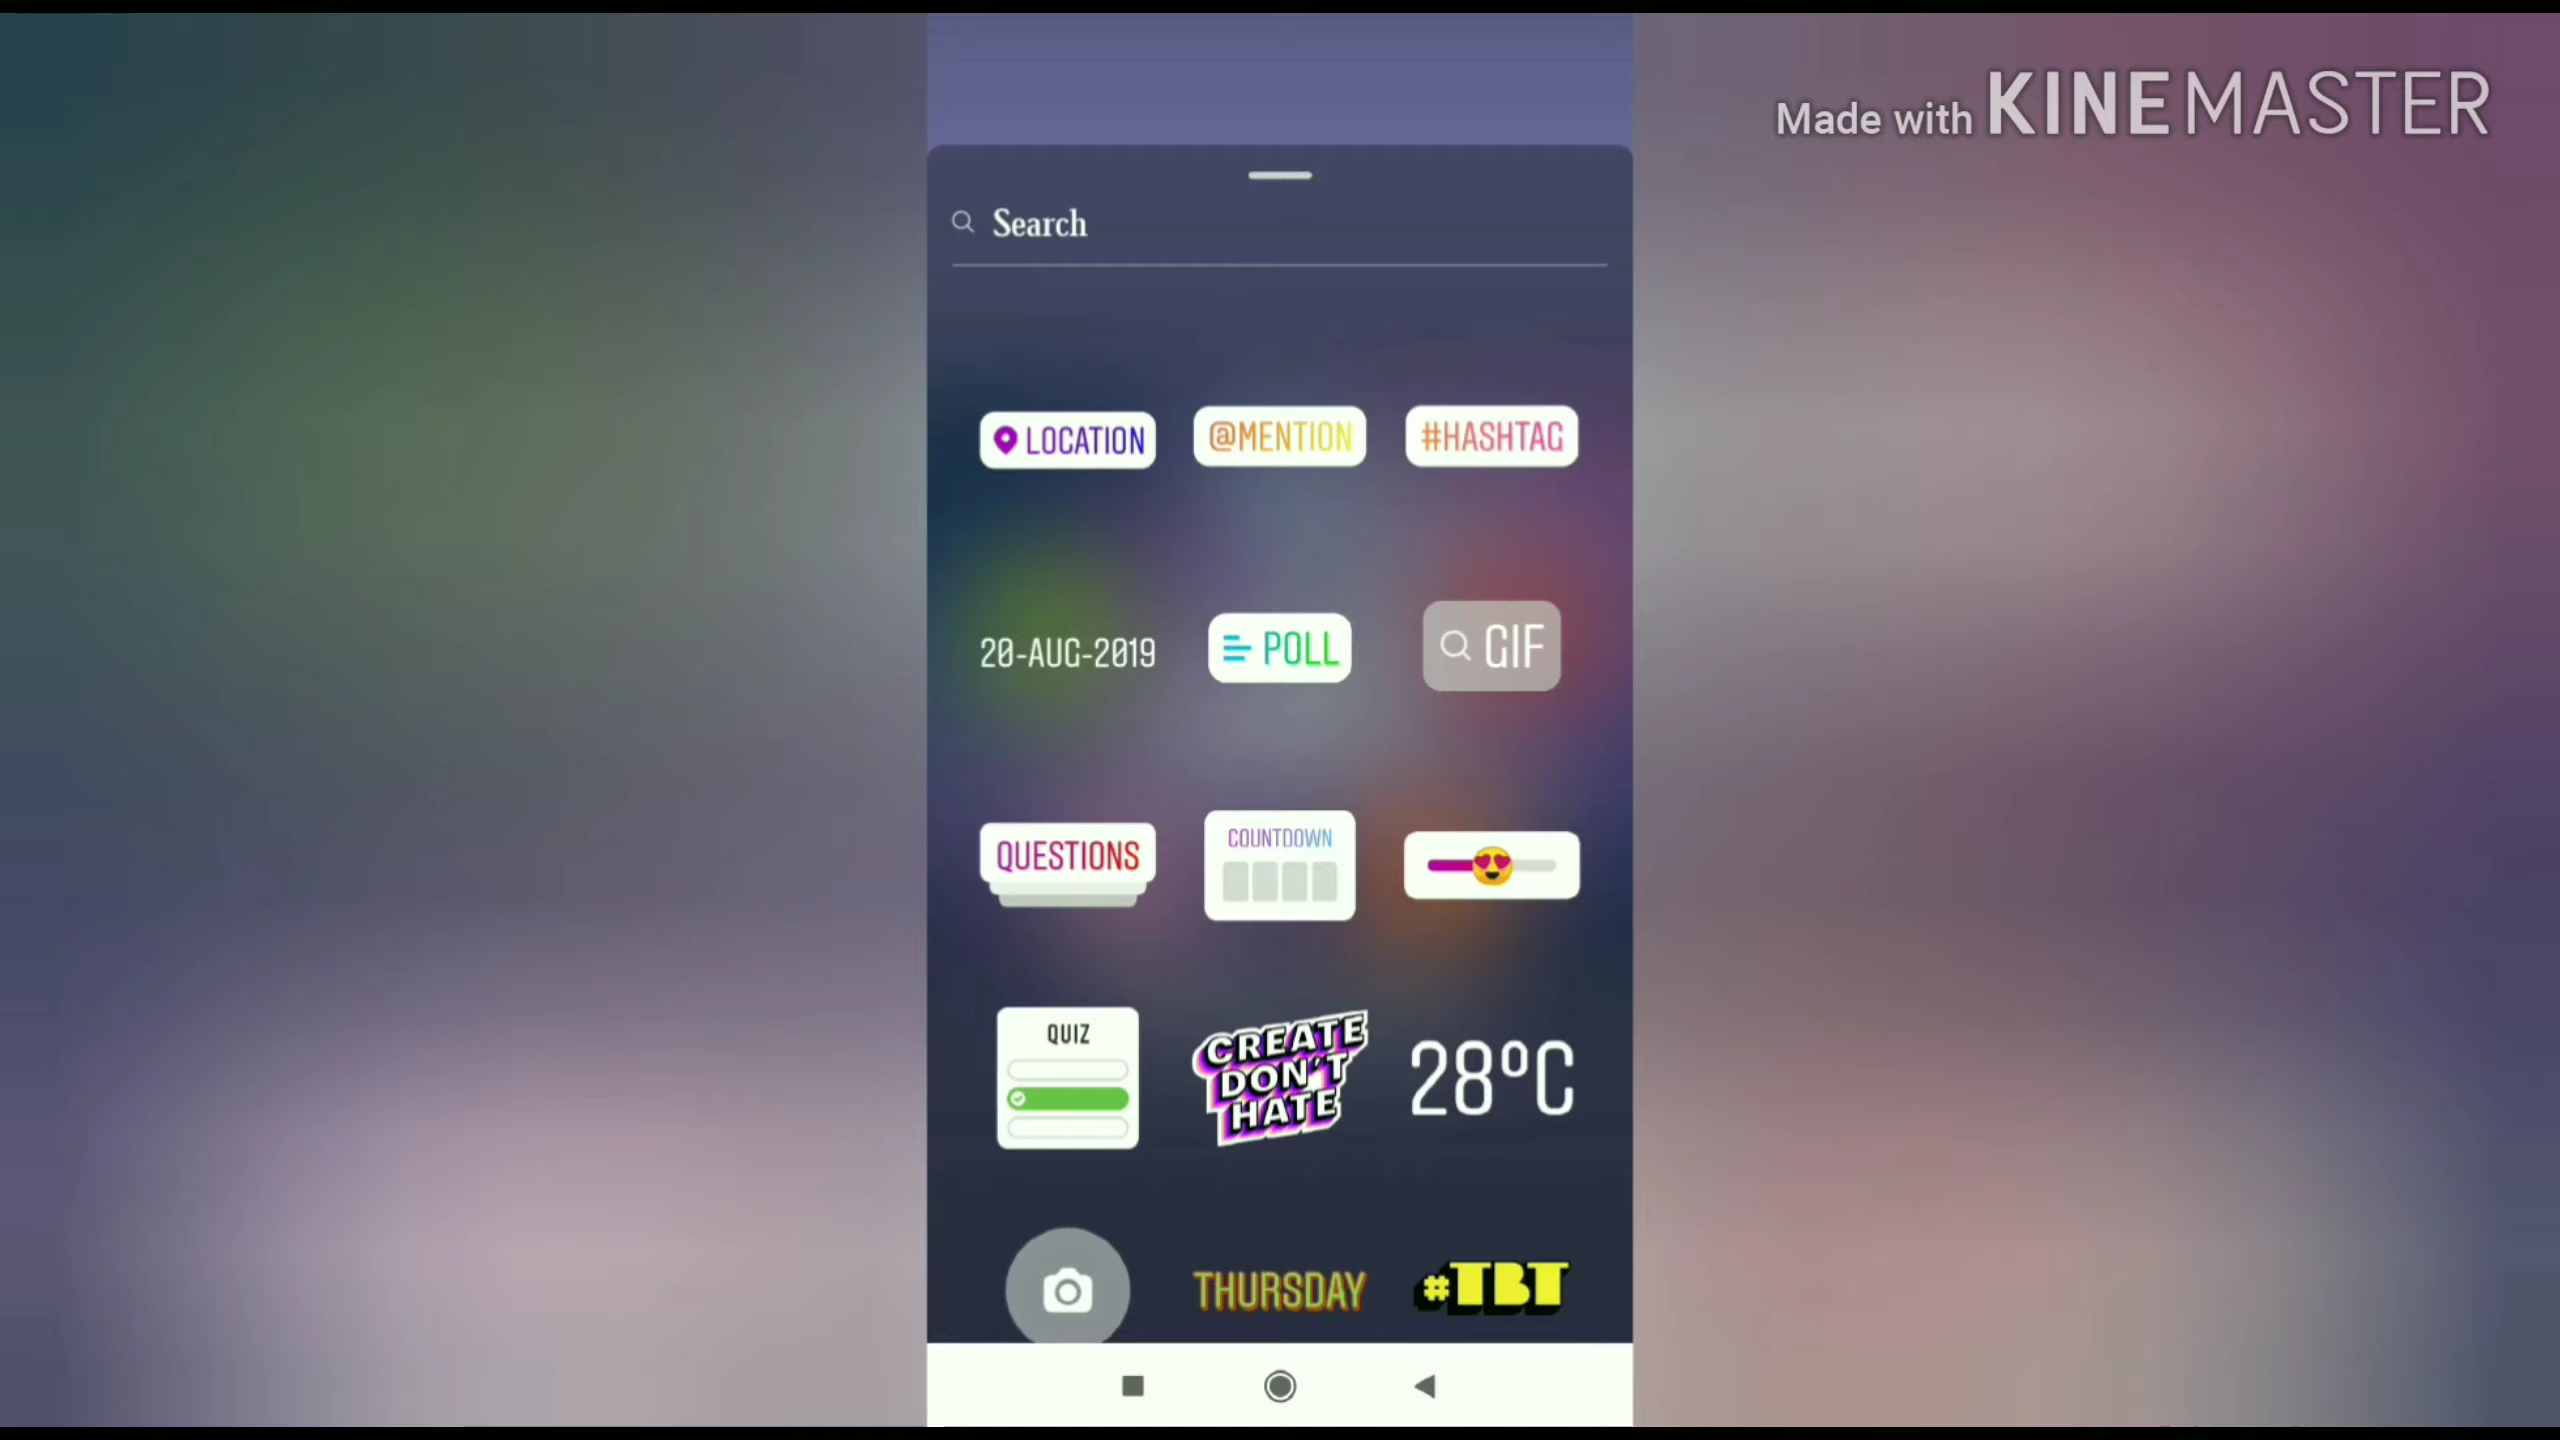 Made with KINEMASTER
Search
LOCATION
@MENTION
#HASHTAG
20-AUG-2019
POLL
GIF
QUESTIONS
COUNTDOWN
QUIZ
CREATE
DON'T
HATE
28°C
THURSDAY
#TBT